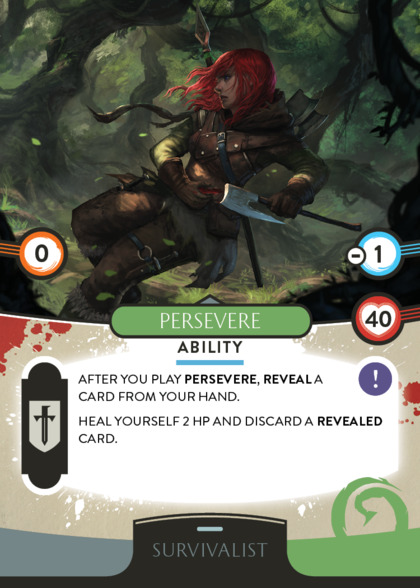 0
-1
PERSEVERE
40
ABILITY
!
AFTER YOU PLAY PERSEVERE, REVEAL A
CARD FROM YOUR HAND.
HEAL YOURSELF 2 HP AND DISCARD A REVEALED
CARD.
SURVIVALIST